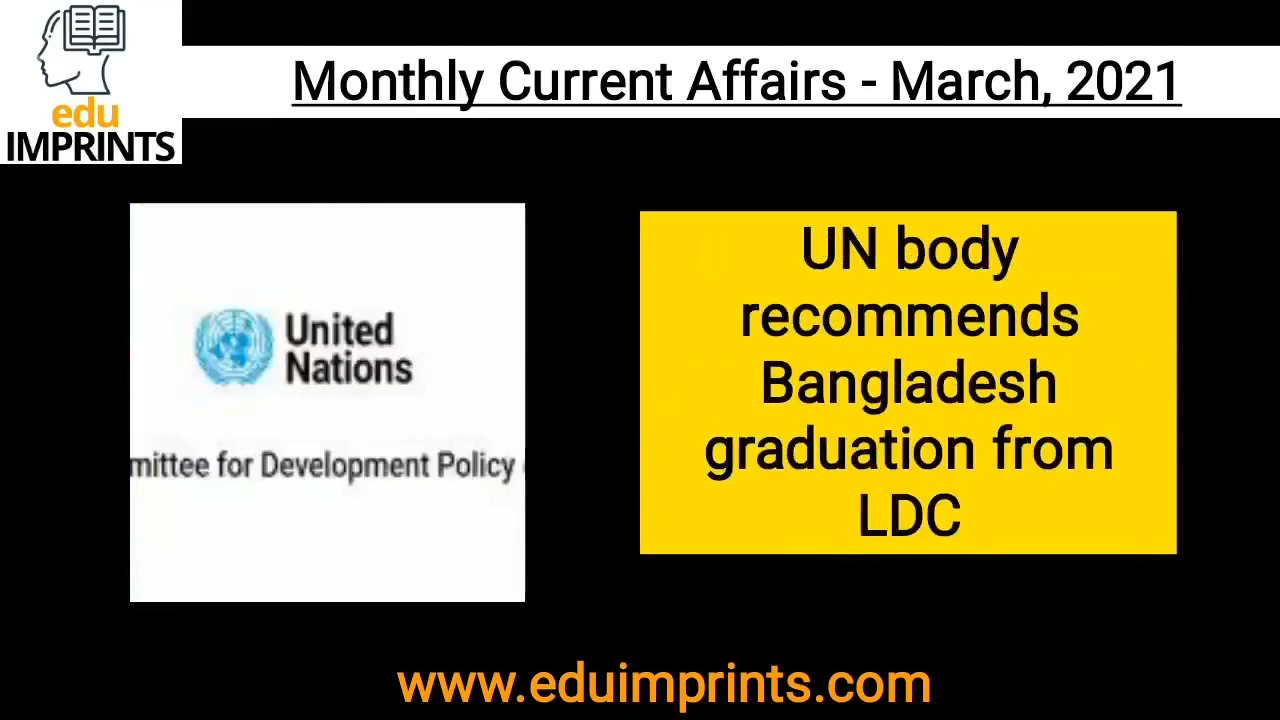 edu
IMPRINTS
Monthly Current Affairs - March, 2021
United
Nations
mittee for Development Policy
UN body
recommends
Bangladesh
graduation from
LDC
www.eduimprints.com